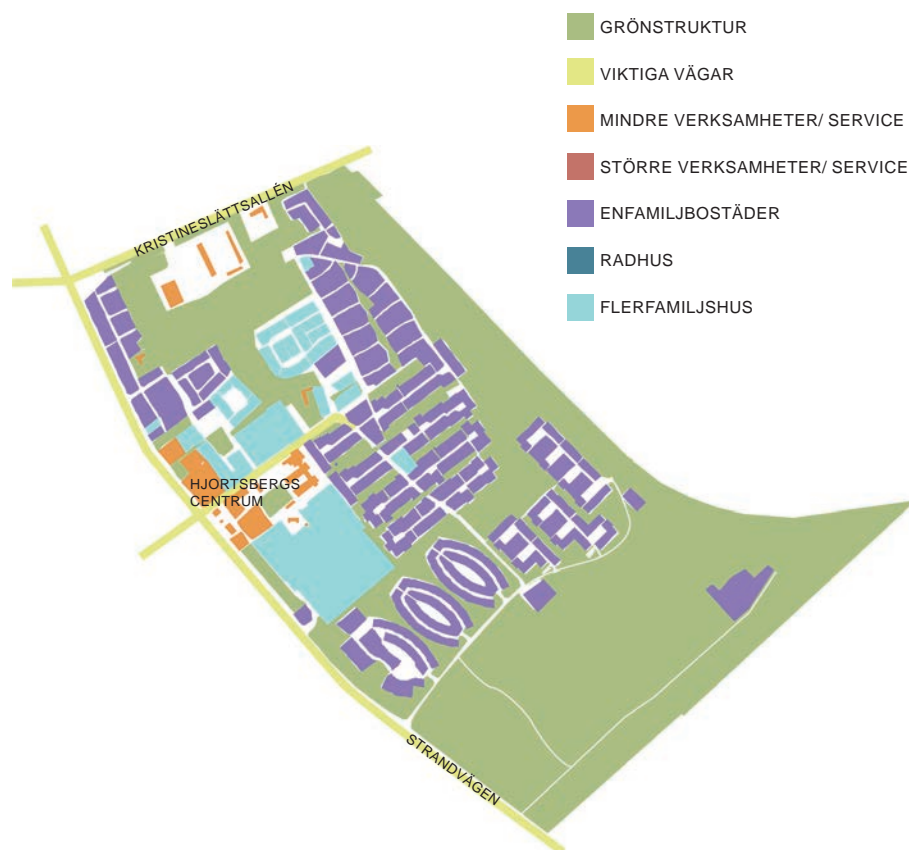 GRÖNSTRUKTUR
VIKTIGA VÄGAR
MINDRE VERKSAMHETER/ SERVICE
STÖRRE VERKSAMHETER/ SERVICE
ENFAMILJBOSTÄDER
RADHUS
FLERFAMILJSHUS
KRISTINESLÄTTSALLÉN
HJORTSBERGS
CENTRUM
STRANDVÄGEN